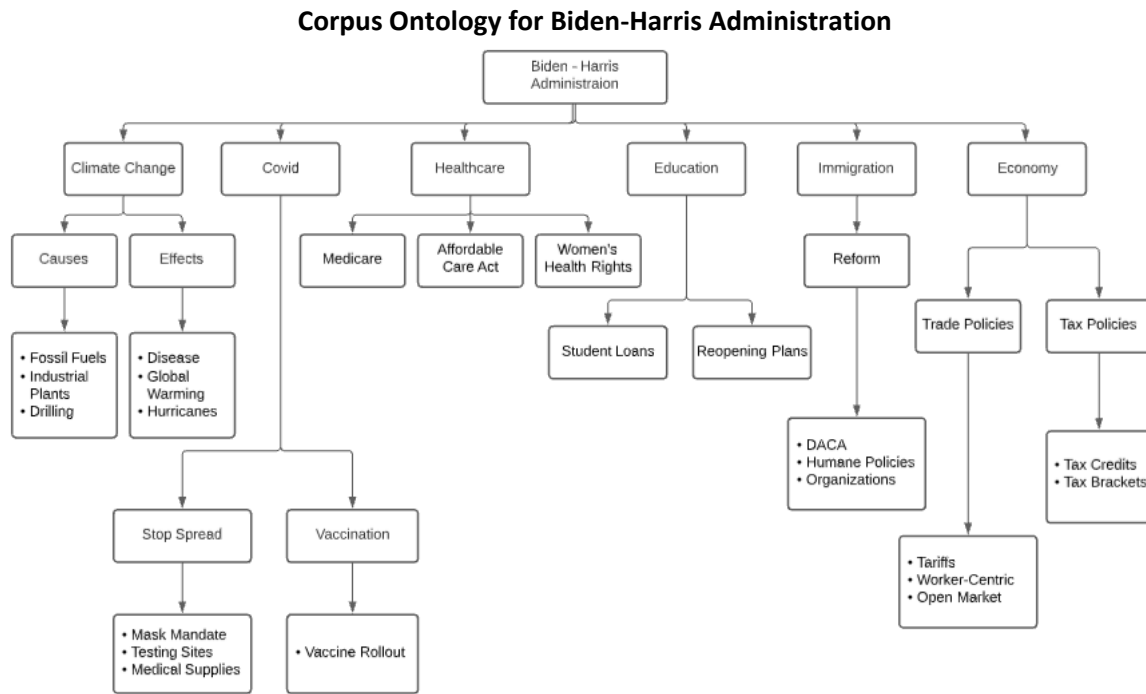 Corpus Ontology for Biden-Harris Administration
Biden - Harris
Administraion
Climate Change
Covid
Healthcare
Education
Immigration
Economy
Causes
Effects
Medicare
Affordable
Care Act
Women's
Health Rights
Reform
Student Loans
Reopening Plans
Trade Policies
Tax Policies
• Fossil Fuels
• Industrial
Plants
• Drilling
• Disease
• Global
Warming
• Hurricanes
• DACA
• Humane Policies
• Organizations
• Tax Credits
• Tax Brackets
Stop Spread
Vaccination
• Tariffs
• Worker-Centric
• Open Market
• Mask Mandate
• Testing Sites
• Medical Supplies
• Vaccine Rollout